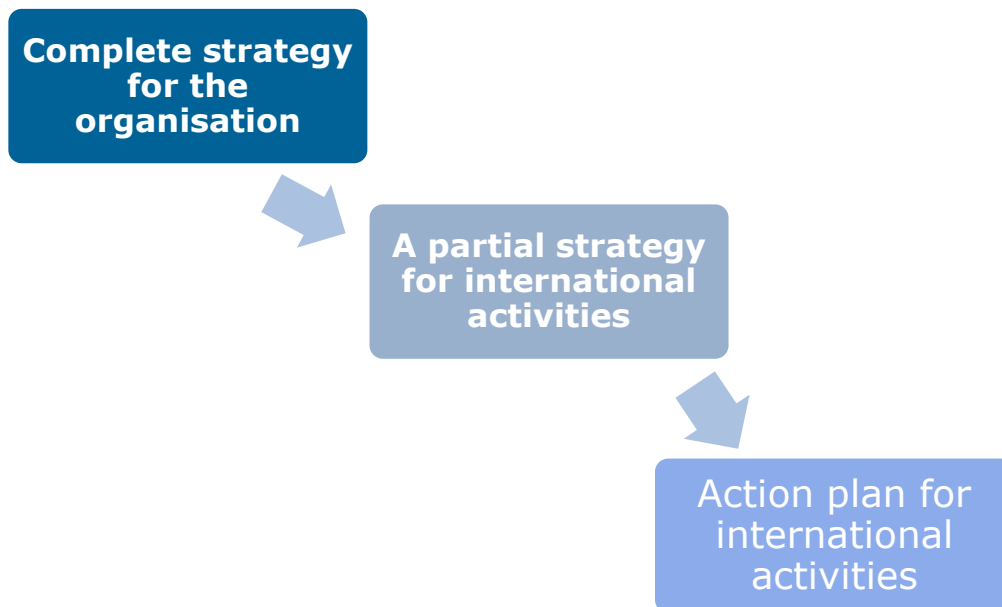 Complete strategy
for the
organisation
A partial strategy
for international
activities
Action plan for
international
activities